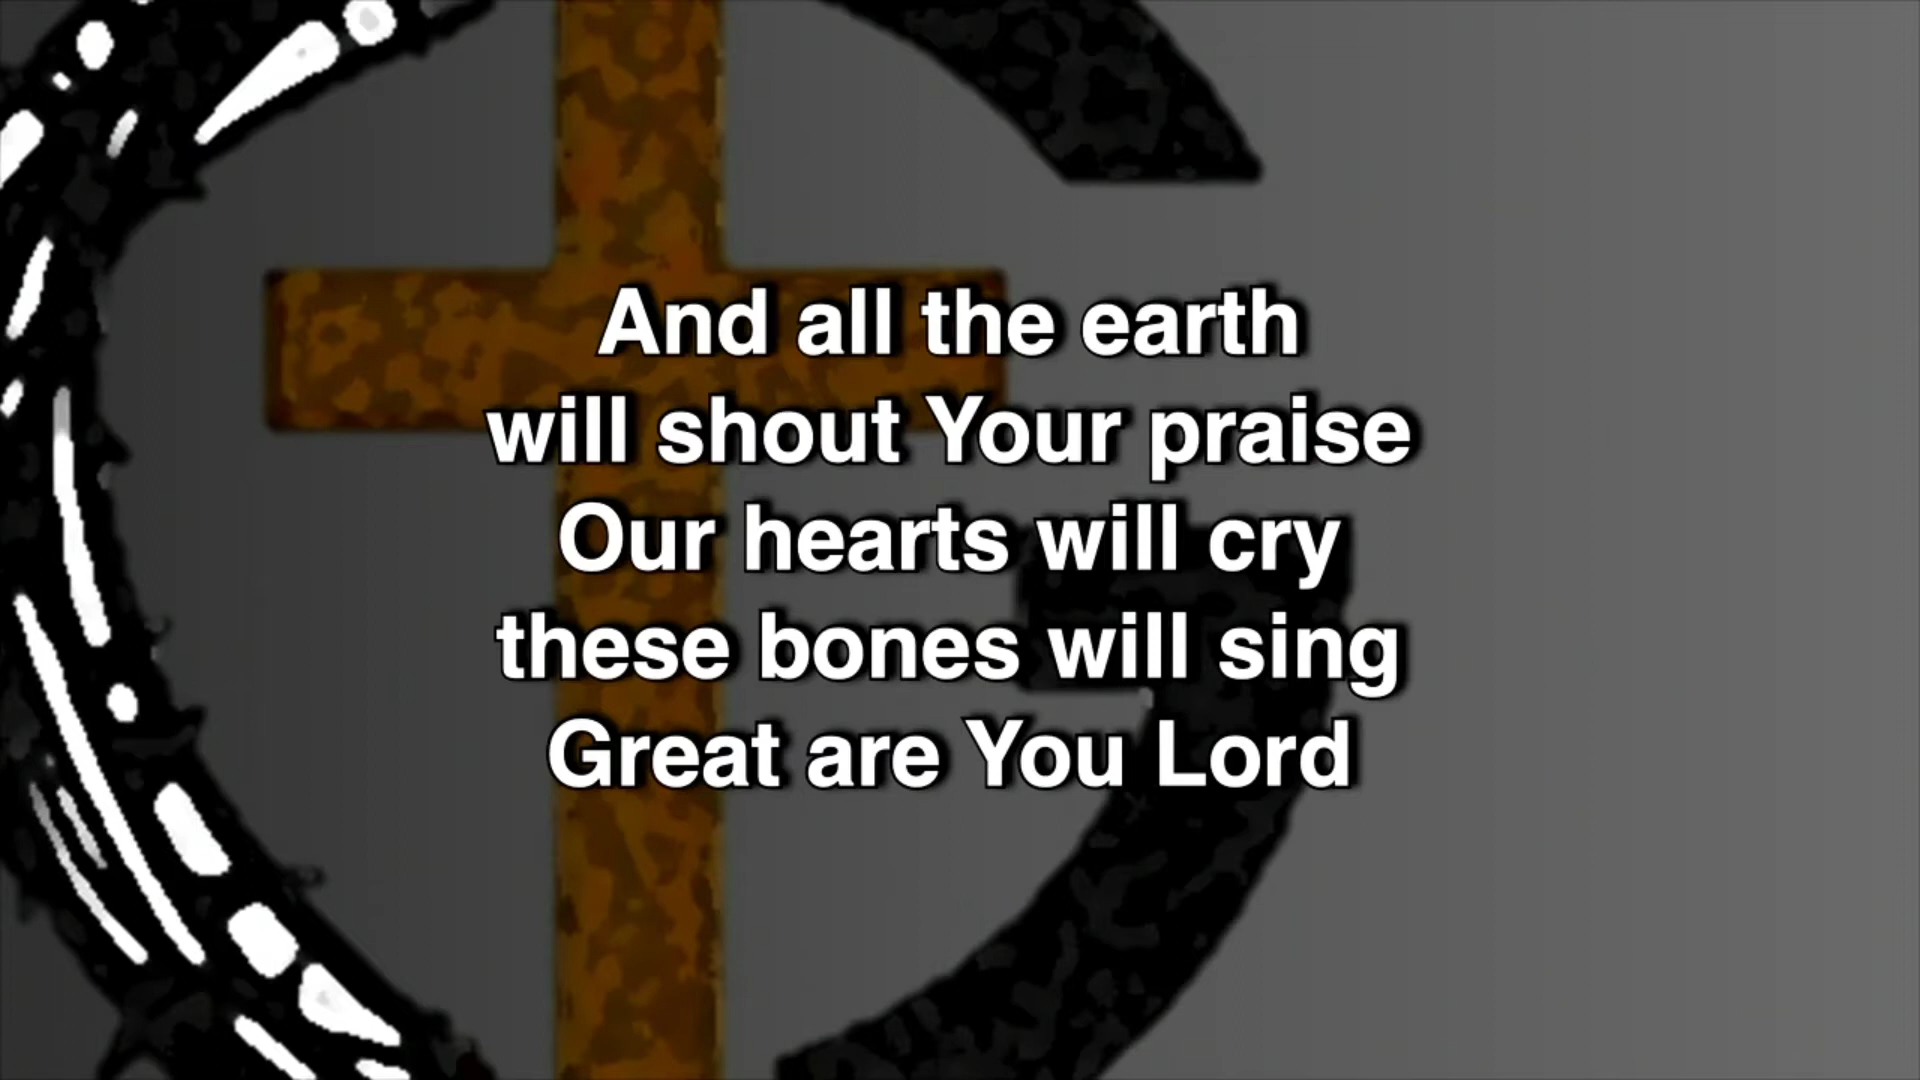 And all the earth
will shout Your praise
Our hearts will cry
these bones will sing
Great are You Lord